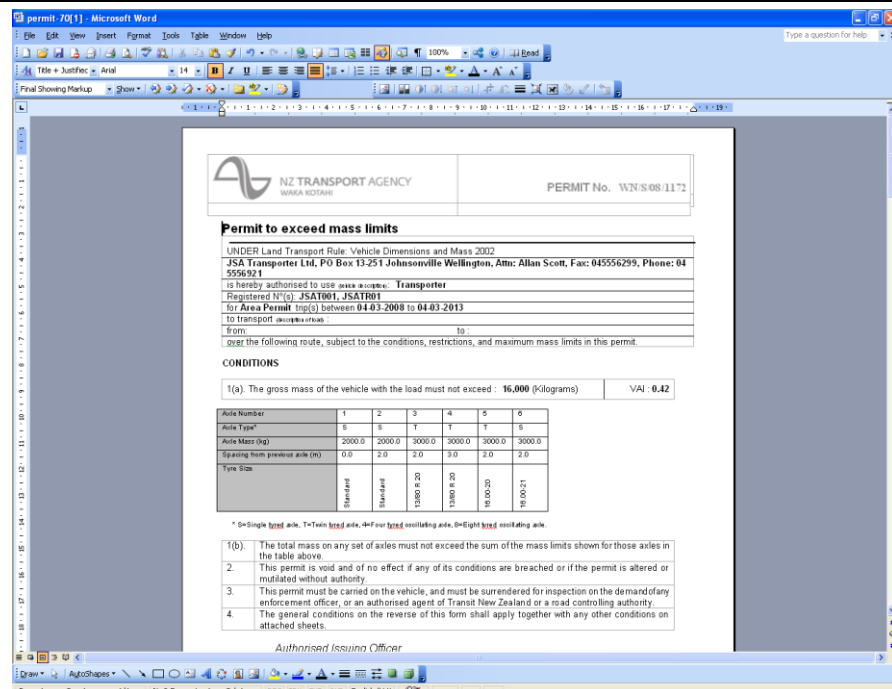 permit-70[1] - Microsoft Word
File Edit View Insert Format Tools Table Window Help Type a question for help
100% Read
Title + Justifiec Arial 14 B I U
Final Showing Markup Show
NZ TRANSPORT AGENCY
WAKA KOTAHI
PERMIT No. WN/S/08/1172
Permit to exceed mass limits
UNDER Land Transport Rule: Vehicle Dimensions and Mass 2002
JSA Transporter Ltd, PO Box 13-251 Johnsonville Wellington, Attn: Allan Scott, Fax: 045556299, Phone: 04
5556921
is hereby authorised to use (vehicle description): Transporter
Registered Nº(s): JSAT001, JSATR01
for Area Permit trip(s) between 04-03-2008 to 04-03-2013
to transport (description of load) :
from: to :
over the following route, subject to the conditions, restrictions, and maximum mass limits in this permit.
CONDITIONS
1(a). The gross mass of the vehicle with the load must not exceed : 16,000 (Kilograms) VAI : 0.42
Axle Number 1 2 3 4 5 6
Axle Type* S S T T T S
Axle Mass (kg) 2000.0 2000.0 3000.0 3000.0 3000.0 3000.0
Spacing from previous axle (m) 0.0 2.0 2.0 3.0 2.0 2.0
Tyre Size Standard Standard 13/80 R 20 13/80 R 20 16.00-21 16.00-21
* S=Single tyred axle, T=Twin tyred axle, 4=Four tyred oscillating axle, 8=Eight tyred oscillating axle.
1(b). The total mass on any set of axles must not exceed the sum of the mass limits shown for those axles in
the table above.
2. This permit is void and of no effect if any of its conditions are breached or if the permit is altered or
mutilated without authority.
3. This permit must be carried on the vehicle, and must be surrendered for inspection on the demandofany
enforcement officer, or an authorised agent of Transit New Zealand or a road controlling authority.
4. The general conditions on the reverse of this form shall apply together with any other conditions on
attached sheets.
Authorised Issuing Officer
Draw AutoShapes